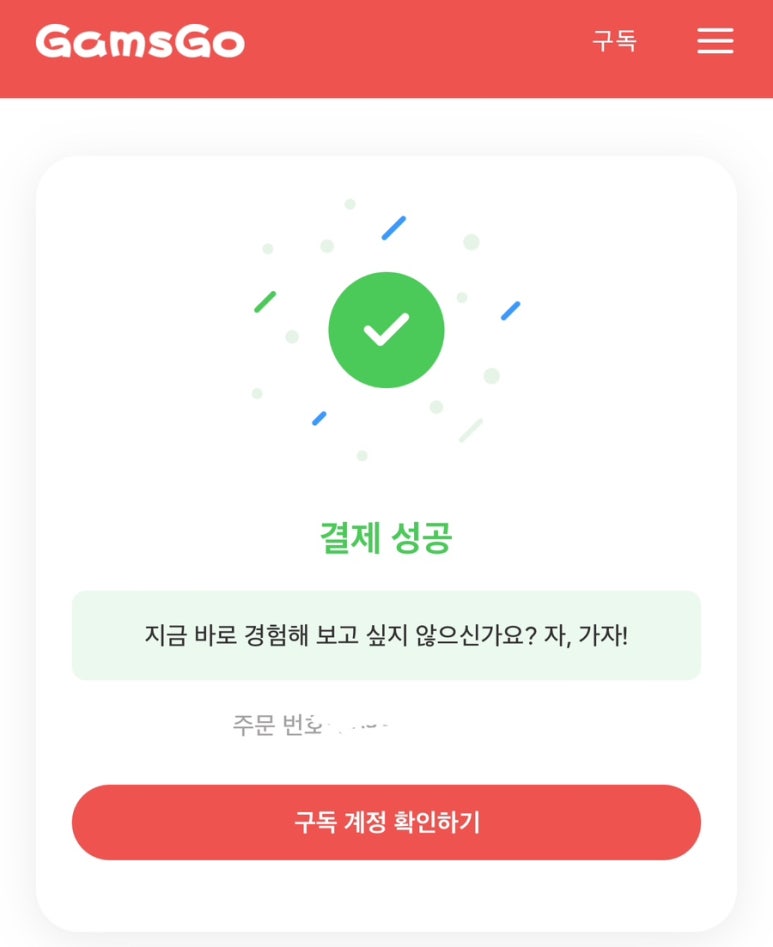 GamsGo
구독
결제 성공
지금 바로 경험해 보고 싶지 않으신가요? 자, 가자!
주문 번호
구독 계정 확인하기